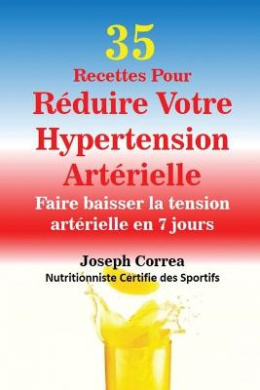 35
Recettes Pour
Réduire Votre
Hypertension
Artérielle
Faire baisser la tension
artérielle en 7 jours
Joseph Correa
Nutritionniste Certifie des Sportifs